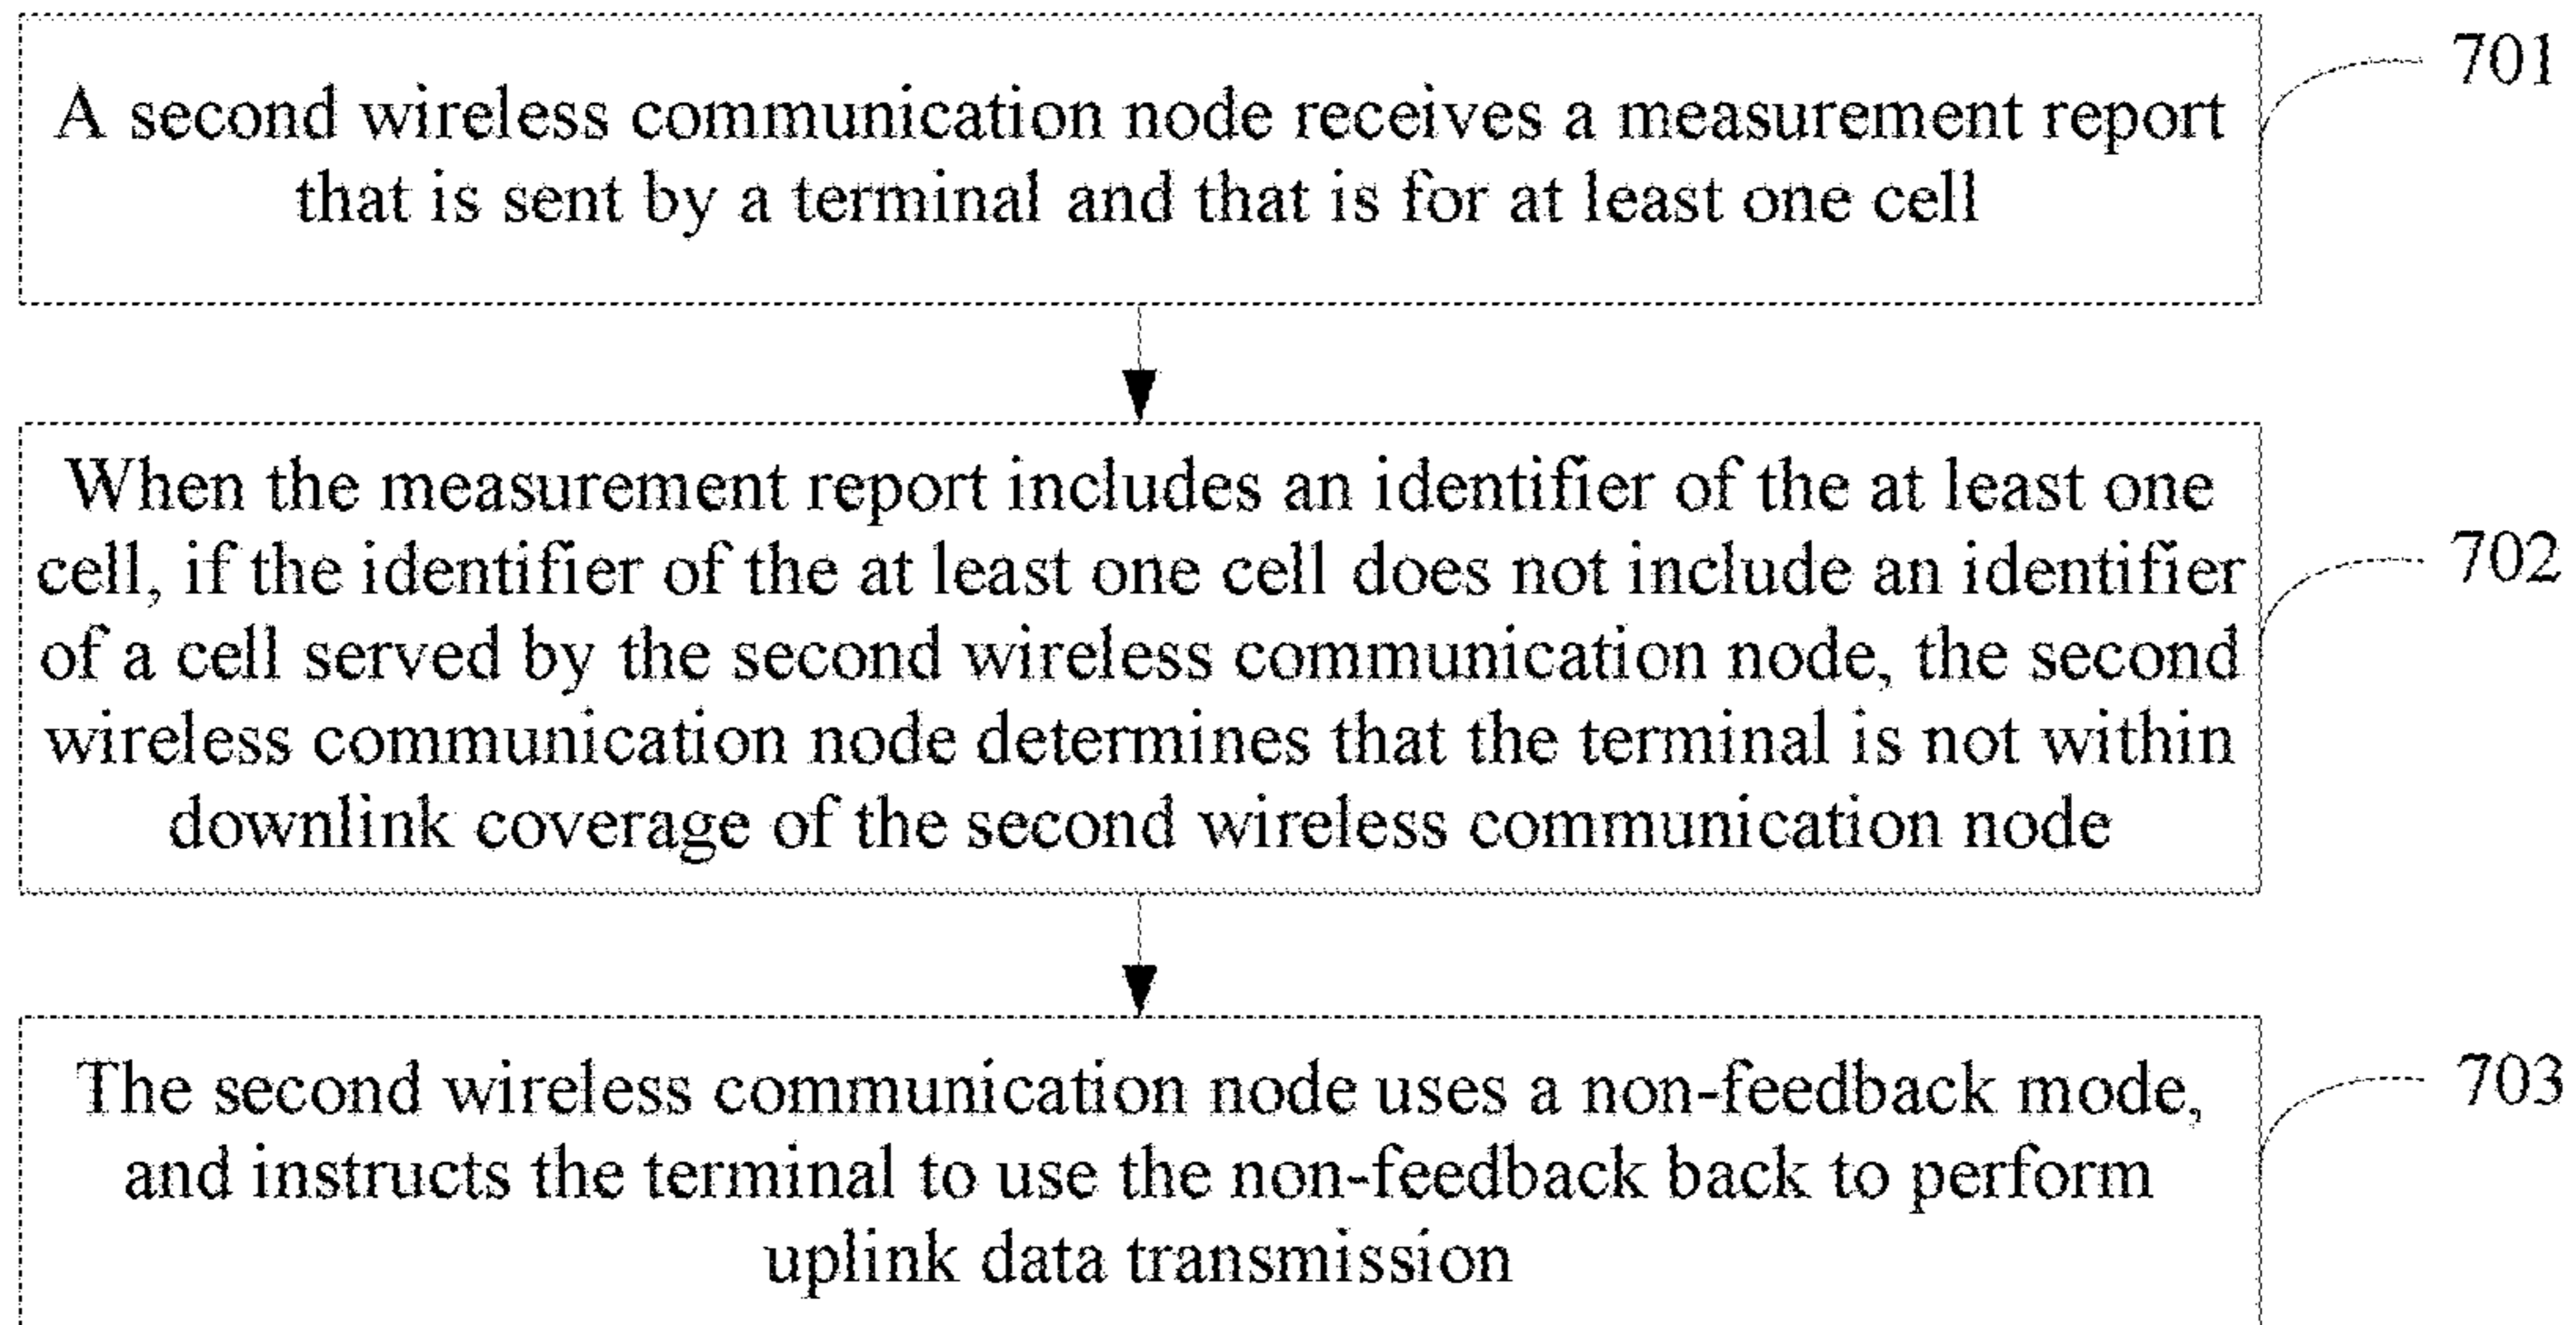 701
A second wireless communication node receives a measurement report
that is sent by a terminal and that is for at least one cell
When the measurement report includes an identifier of the at least one
cell, if the identifier of the at least one cell does not include an identifier
702
of a cell served by the second wireless communication node, the second
wireless communication node determines that the terminal is not within
downlink coverage of the second wireless communication node
703
The second wireless communication node uses a non-feedback mode,
and instructs the terminal to use the non-feedback back to perform
uplink data transmission